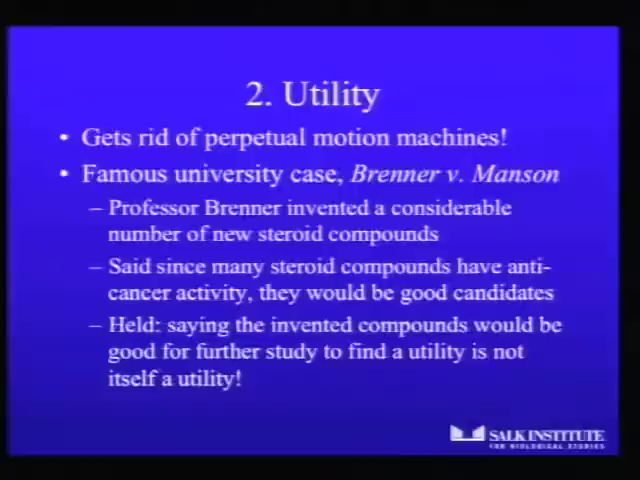 2. Utility
• Gets rid of perpetual motion machines!
• Famous university case, Brenner v. Manson
– Professor Brenner invented a considerable
number of new steroid compounds
– Said since many steroid compounds have anti-
cancer activity, they would be good candidates
– Held: saying the invented compounds would be
good for further study to find a utility is not
itself a utility!
SALK INSTITUTE
FOR BIOLOGICAL STUDIES